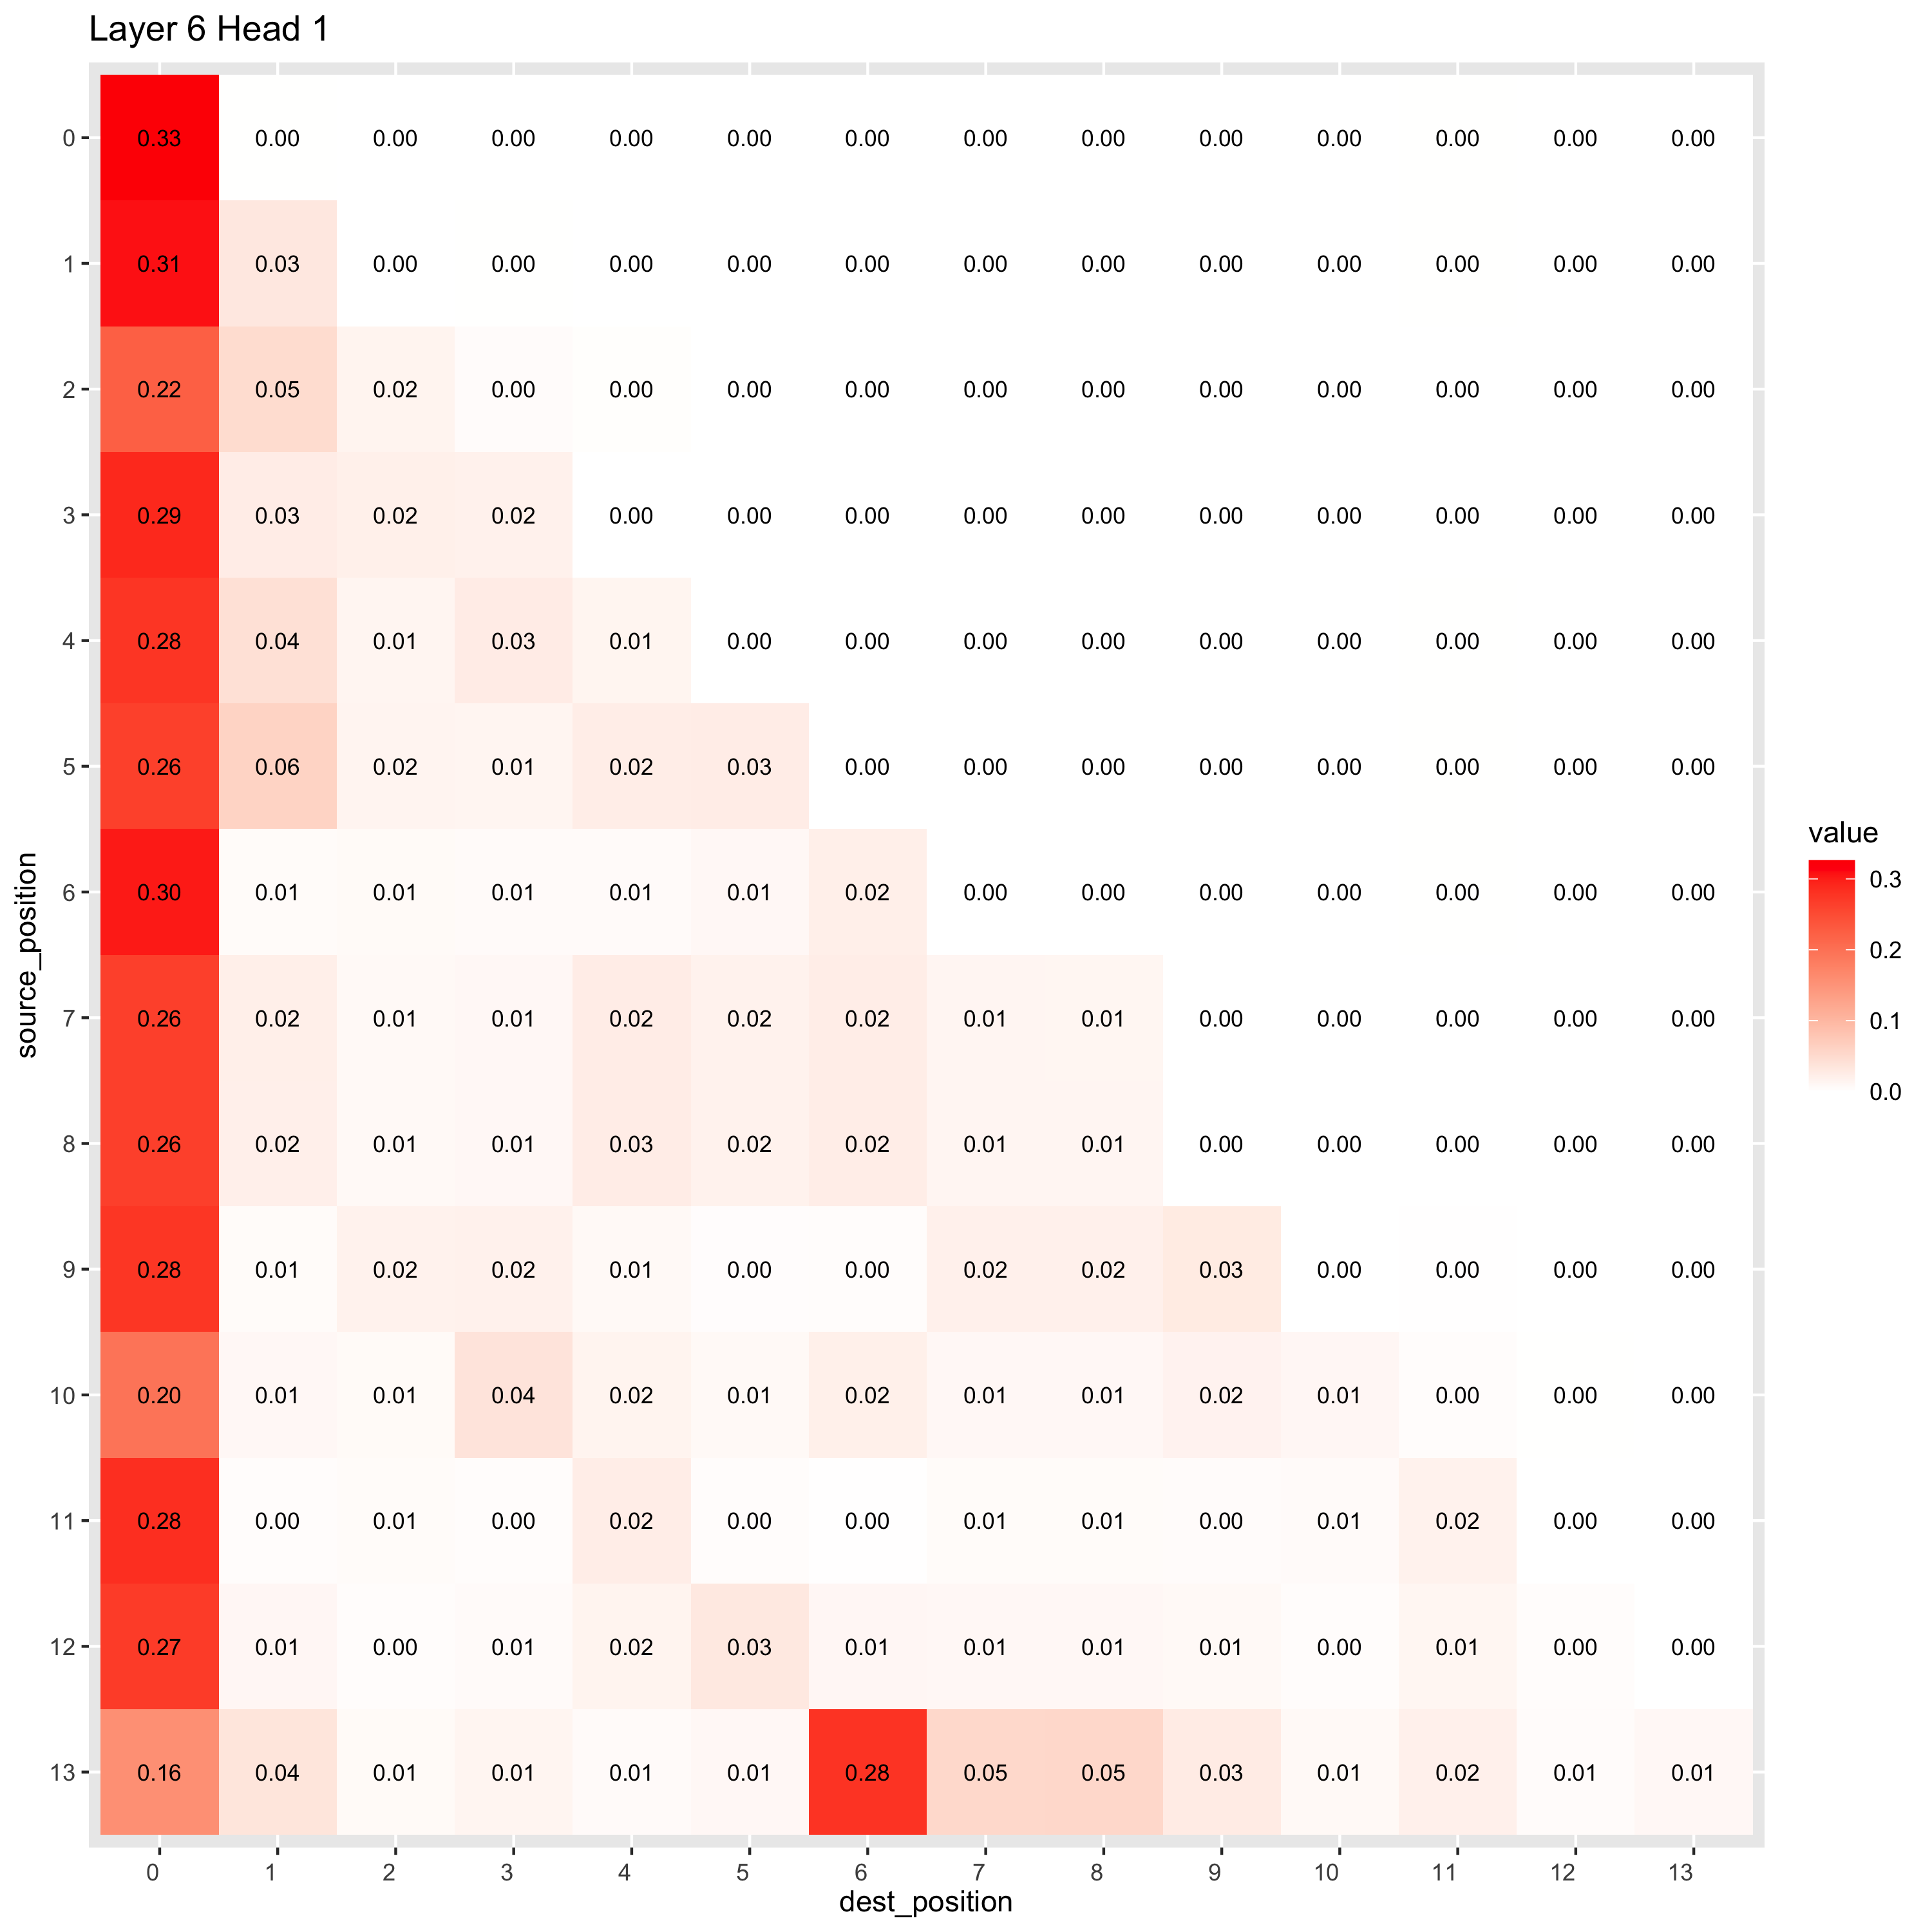 Layer 6 Head 1
0 0.33 0.00 0.00 0.00 0.00 0.00 0.00 0.00 0.00 0.00 0.00 0.00 0.00 0.00
1 0.31 0.03 0.00 0.00 0.00 0.00 0.00 0.00 0.00 0.00 0.00 0.00 0.00 0.00
2 0.22 0.05 0.02 0.00 0.00 0.00 0.00 0.00 0.00 0.00 0.00 0.00 0.00 0.00
3 0.29 0.03 0.02 0.02 0.00 0.00 0.00 0.00 0.00 0.00 0.00 0.00 0.00 0.00
4 0.28 0.04 0.01 0.03 0.01 0.00 0.00 0.00 0.00 0.00 0.00 0.00 0.00 0.00
5 0.26 0.06 0.02 0.01 0.02 0.03 0.00 0.00 0.00 0.00 0.00 0.00 0.00 0.00
6 0.30 0.01 0.01 0.01 0.01 0.01 0.02 0.00 0.00 0.00 0.00 0.00 0.00 0.00
7 0.26 0.02 0.01 0.01 0.02 0.02 0.02 0.01 0.01 0.00 0.00 0.00 0.00 0.00
8 0.26 0.02 0.01 0.01 0.03 0.02 0.02 0.01 0.01 0.00 0.00 0.00 0.00 0.00
9 0.28 0.01 0.02 0.02 0.01 0.00 0.00 0.02 0.02 0.03 0.00 0.00 0.00 0.00
10 0.20 0.01 0.01 0.04 0.02 0.01 0.02 0.01 0.01 0.02 0.01 0.00 0.00 0.00
11 0.28 0.00 0.01 0.00 0.02 0.00 0.00 0.01 0.01 0.00 0.01 0.02 0.00 0.00
12 0.27 0.01 0.00 0.01 0.02 0.03 0.01 0.01 0.01 0.01 0.00 0.01 0.00 0.00
13 0.16 0.04 0.01 0.01 0.01 0.01 0.28 0.05 0.05 0.03 0.01 0.02 0.01 0.01
0 1 2 3 4 5 6 7 8 9 10 11 12 13
dest_position
source_position
value
0.3
0.2
0.1
0.0